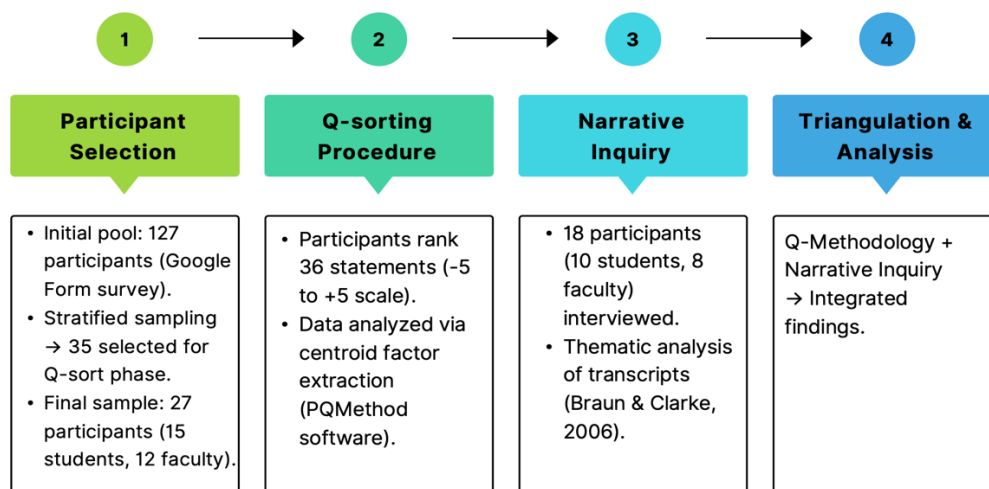 1
2
3
4
Participant
Selection
Q-sorting
Procedure
Narrative
Inquiry
Triangulation &
Analysis
• Initial pool: 127
participants (Google
Form survey).
• Stratified sampling
→ 35 selected for
Q-sort phase.
• Final sample: 27
participants (15
students, 12 faculty).
• Participants rank
36 statements (-5
to +5 scale).
• Data analyzed via
centroid factor
extraction
(PQMethod
software).
• 18 participants
(10 students, 8
faculty)
interviewed.
• Thematic analysis
of transcripts
(Braun & Clarke,
2006).
Q-Methodology +
Narrative Inquiry
→ Integrated
findings.